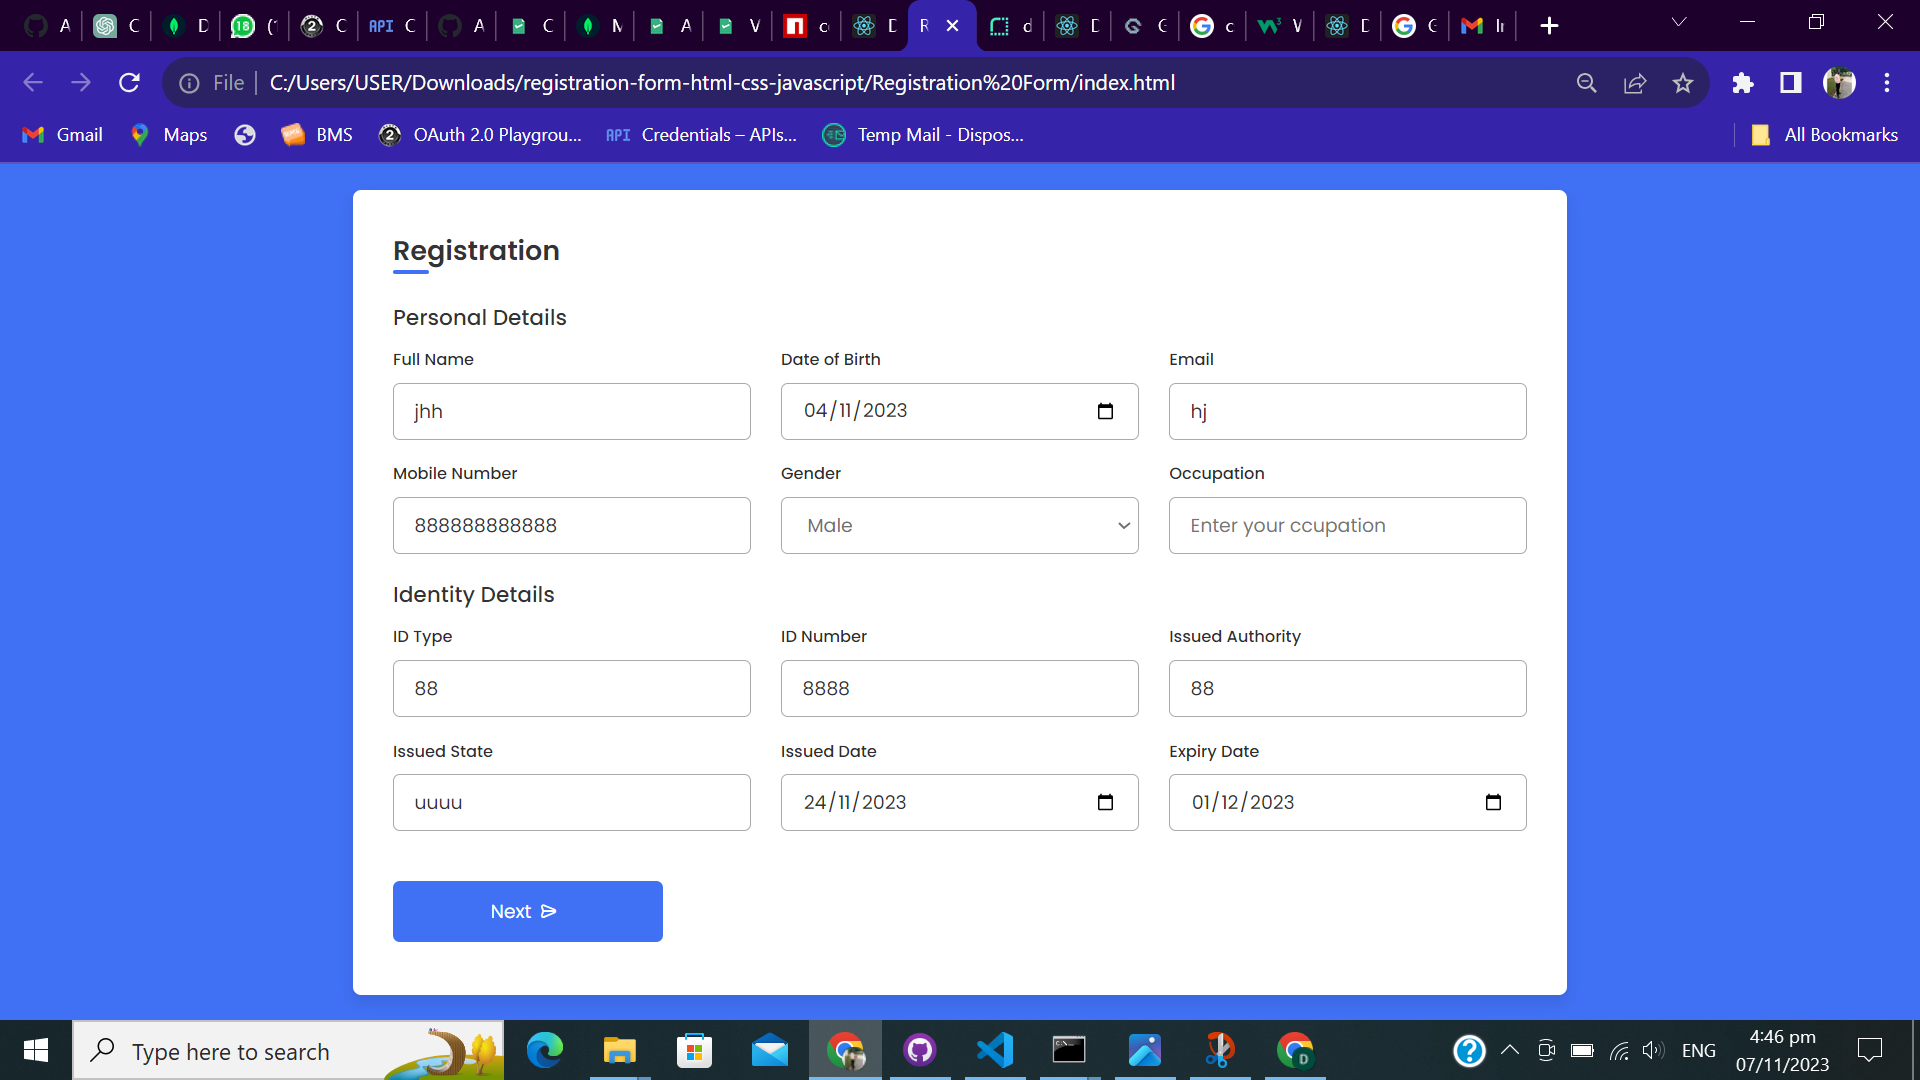 A C D (1 C API C A C M A V c D R d D G c W D G Ir
File C:/Users/USER/Downloads/registration-form-html-css-javascript/Registration%20Form/index.html
Gmail Maps BMS OAuth 2.0 Playgrou... API Credentials – APIs... Temp Mail - Dispos... All Bookmarks
Registration
Personal Details
Full Name Date of Birth Email
jhh 04/11/2023 hj
Mobile Number Gender Occupation
888888888888 Male Enter your ccupation
Identity Details
ID Type ID Number Issued Authority
88 8888 88
Issued State Issued Date Expiry Date
uuuu 24/11/2023 01/12/2023
Next
Type here to search ENG 4:46 pm
07/11/2023